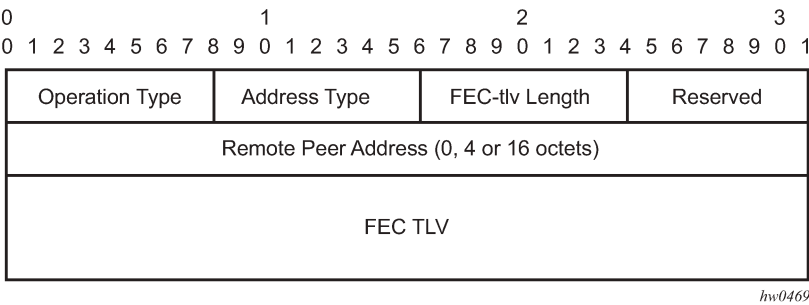 0 1 2 3
0 1 2 3 4 5 6 7 8 9 0 1 2 3 4 5 6 7 8 9 0 1 2 3 4 5 6 7 8 9 0 1
Operation Type Address Type FEC-tlv Length Reserved
Remote Peer Address (0, 4 or 16 octets)
FEC TLV
hw0469